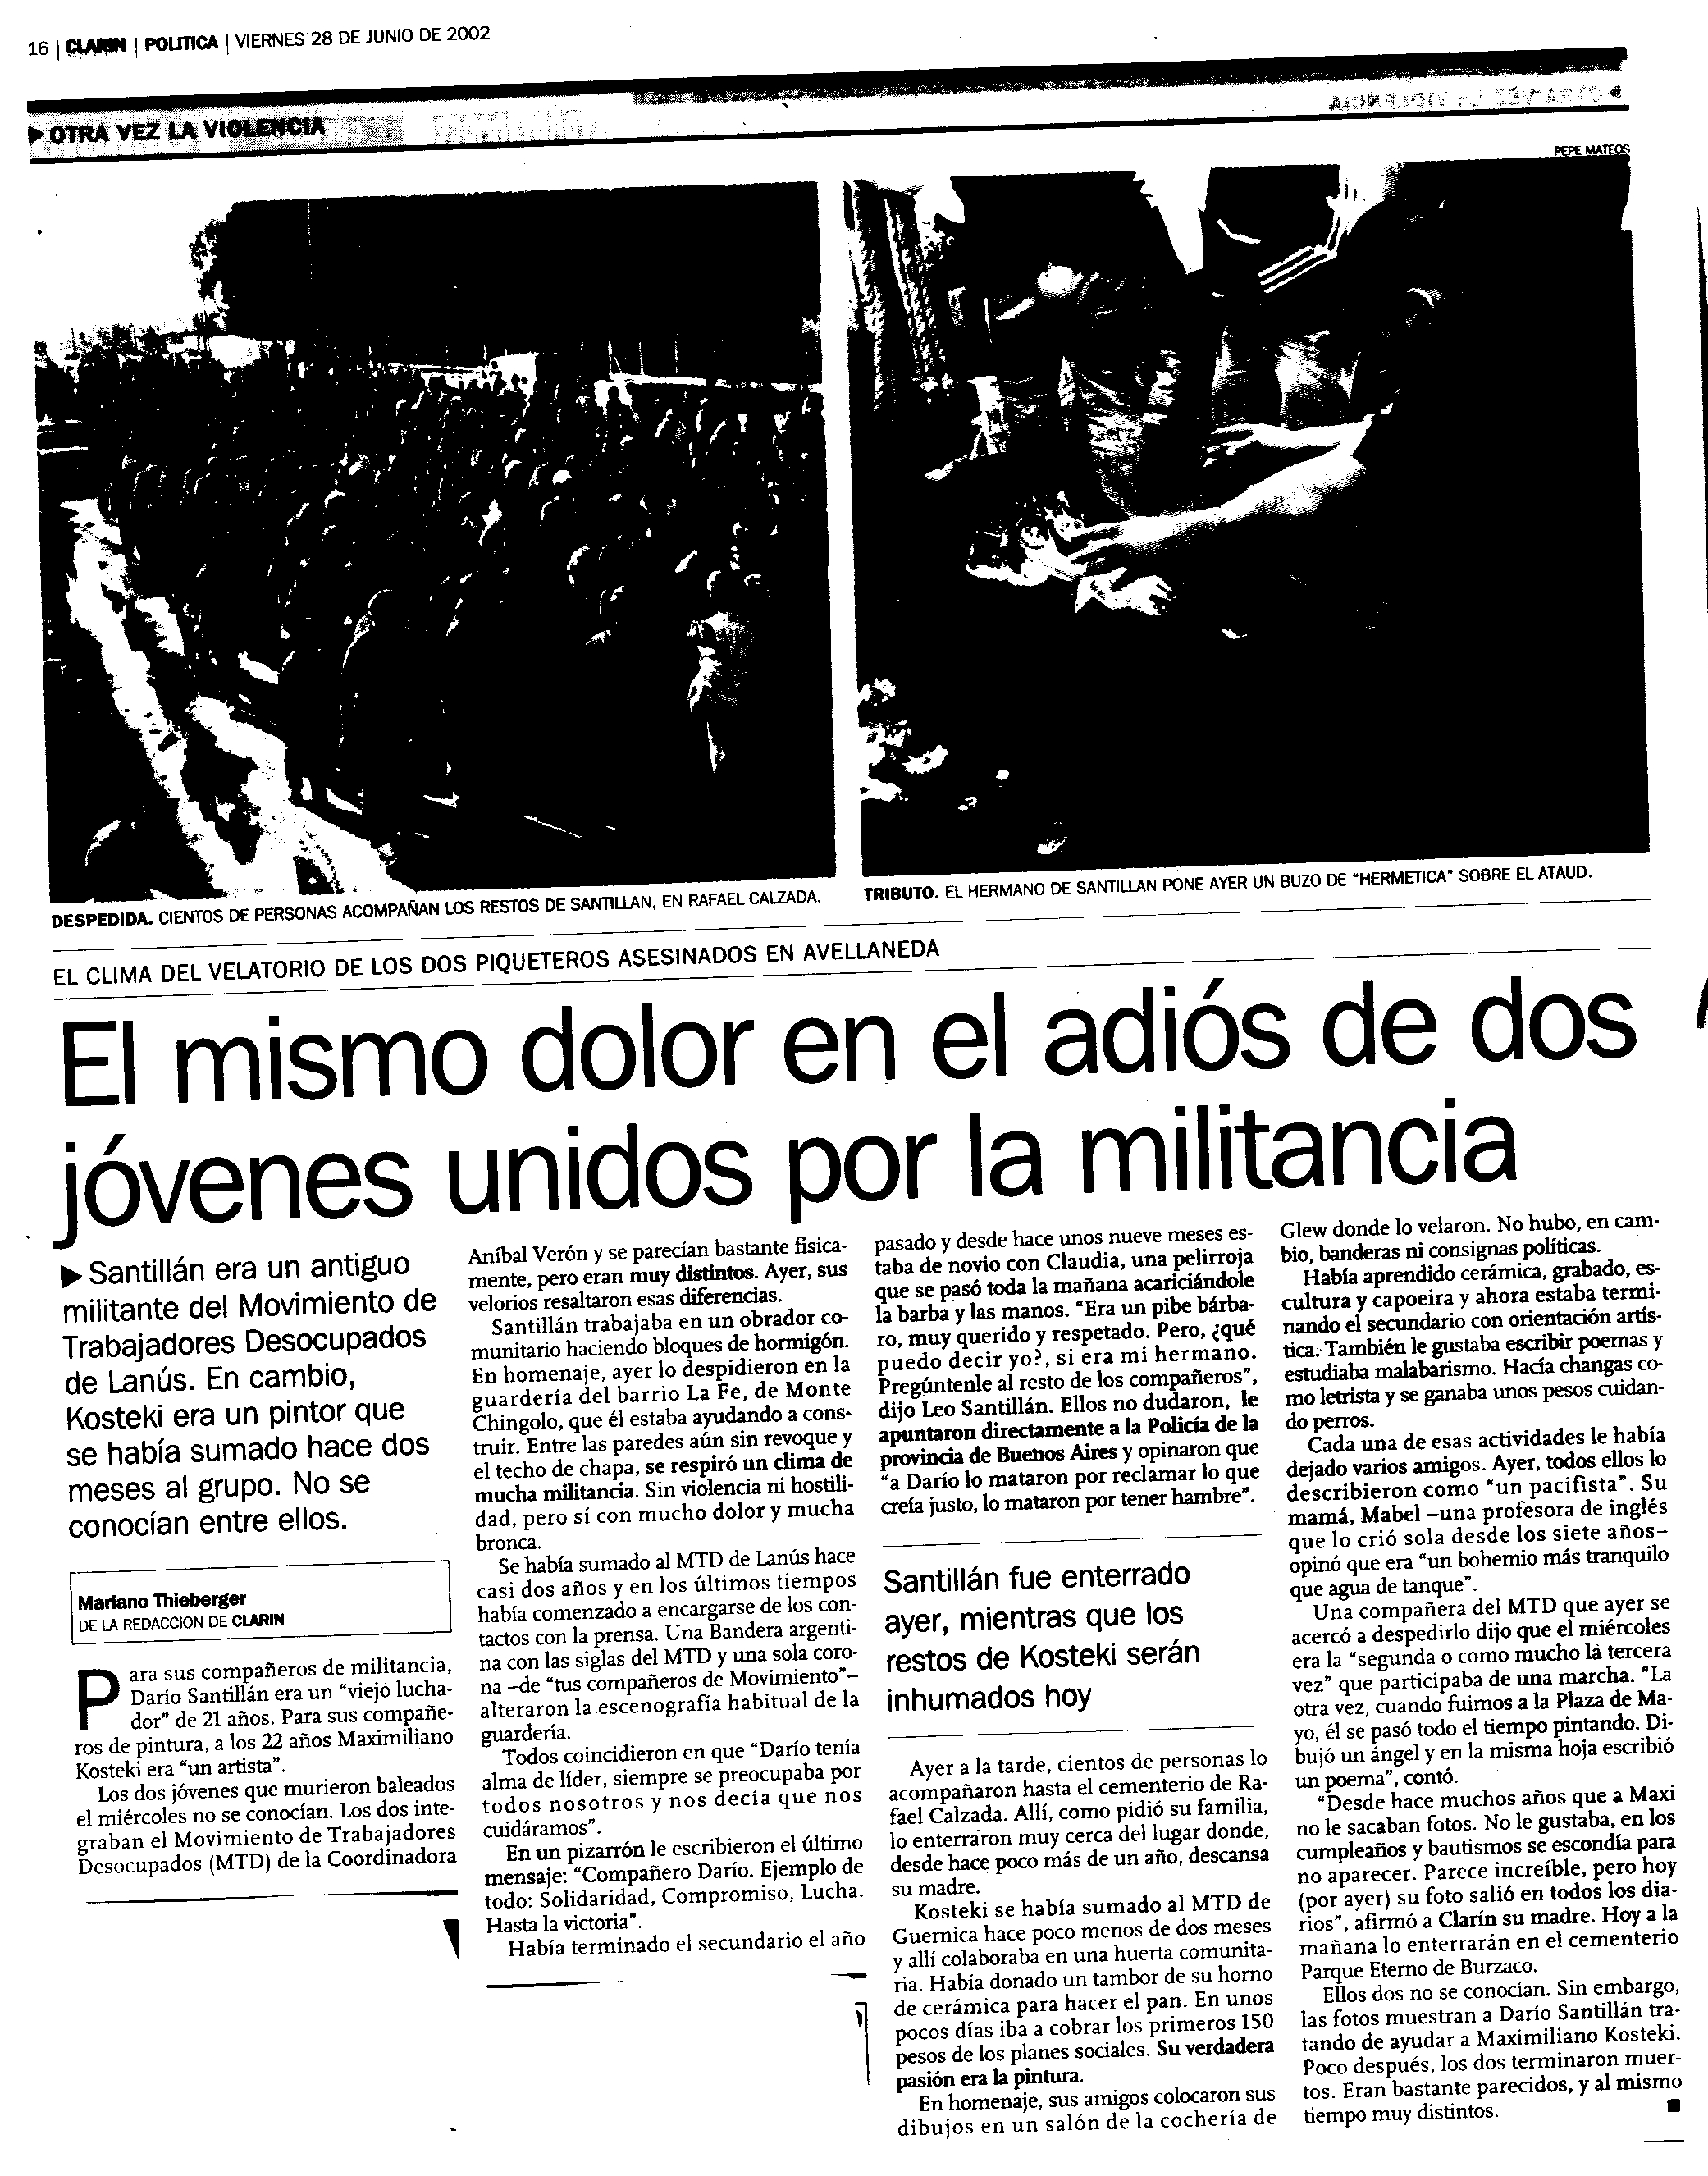 16 | CLARIN | POLITICA | VIERNES 28 DE JUNIO DE 2002
▶ OTRA VEZ LA VIOLENCIA
PEPE MATEOS
DESPEDIDA. CIENTOS DE PERSONAS ACOMPAÑAN LOS RESTOS DE SANTILLAN, EN RAFAEL CALZADA.
TRIBUTO. EL HERMANO DE SANTILLAN PONE AYER UN BUZO DE "HERMETICA" SOBRE EL ATAUD.
EL CLIMA DEL VELATORIO DE LOS DOS PIQUETEROS ASESINADOS EN AVELLANEDA
El mismo dolor en el adiós de dos
jóvenes unidos por la militancia
▶ Santillán era un antiguo
militante del Movimiento de
Trabajadores Desocupados
de Lanús. En cambio,
Kosteki era un pintor que
se había sumado hace dos
meses al grupo. No se
conocían entre ellos.
Mariano Thieberger
DE LA REDACCION DE CLARIN
Para sus compañeros de militancia,
Darío Santillán era un "viejo lucha-
dor" de 21 años. Para sus compañe-
ros de pintura, a los 22 años Maximiliano
Kosteki era "un artista".
Los dos jóvenes que murieron baleados
el miércoles no se conocían. Los dos inte-
graban el Movimiento de Trabajadores
Desocupados (MTD) de la Coordinadora
Aníbal Verón y se parecían bastante física-
mente, pero eran muy distintos. Ayer, sus
velorios resaltaron esas diferencias.
Santillán trabajaba en un obrador co-
munitario haciendo bloques de hormigón.
En homenaje, ayer lo despidieron en la
guardería del barrio La Fe, de Monte
Chingolo, que él estaba ayudando a cons-
truir. Entre las paredes aún sin revoque y
el techo de chapa, se respiró un clima de
mucha militancia. Sin violencia ni hostili-
dad, pero sí con mucho dolor y mucha
bronca.
Se había sumado al MTD de Lanús hace
casi dos años y en los últimos tiempos
había comenzado a encargarse de los con-
tactos con la prensa. Una Bandera argenti-
na con las siglas del MTD y una sola coro-
na –de "tus compañeros de Movimiento"–
alteraron la escenografía habitual de la
guardería.
Todos coincidieron en que "Darío tenía
alma de líder, siempre se preocupaba por
todos nosotros y nos decía que nos
cuidáramos".
En un pizarrón le escribieron el último
mensaje: "Compañero Darío. Ejemplo de
todo: Solidaridad, Compromiso, Lucha.
Hasta la victoria".
Había terminado el secundario el año
pasado y desde hace unos nueve meses es-
taba de novio con Claudia, una pelirroja
que se pasó toda la mañana acariciándole
la barba y las manos. "Era un pibe bárba-
ro, muy querido y respetado. Pero, ¿qué
puedo decir yo?, si era mi hermano.
Pregúntenle al resto de los compañeros",
dijo Leo Santillán. Ellos no dudaron, le
apuntaron directamente a la Policía de la
provincia de Buenos Aires y opinaron que
"a Darío lo mataron por reclamar lo que
creía justo, lo mataron por tener hambre".
Santillán fue enterrado
ayer, mientras que los
restos de Kosteki serán
inhumados hoy
Ayer a la tarde, cientos de personas lo
acompañaron hasta el cementerio de Ra-
fael Calzada. Allí, como pidió su familia,
lo enterraron muy cerca del lugar donde,
desde hace poco más de un año, descansa
su madre.
Kosteki se había sumado al MTD de
Guernica hace poco menos de dos meses
y allí colaboraba en una huerta comunita-
ria. Había donado un tambor de su horno
de cerámica para hacer el pan. En unos
pocos días iba a cobrar los primeros 150
pesos de los planes sociales. Su verdadera
pasión era la pintura.
En homenaje, sus amigos colocaron sus
dibujos en un salón de la cochería de
Glew donde lo velaron. No hubo, en cam-
bio, banderas ni consignas políticas.
Había aprendido cerámica, grabado, es-
cultura y capoeira y ahora estaba termi-
nando el secundario con orientación artís-
tica. También le gustaba escribir poemas y
estudiaba malabarismo. Hacía changas co-
mo letrista y se ganaba unos pesos cuidan-
do perros.
Cada una de esas actividades le había
dejado varios amigos. Ayer, todos ellos lo
describieron como "un pacifista". Su
mamá, Mabel –una profesora de inglés
que lo crió sola desde los siete años–
opinó que era "un bohemio más tranquilo
que agua de tanque".
Una compañera del MTD que ayer se
acercó a despedirlo dijo que el miércoles
era la "segunda o como mucho la tercera
vez" que participaba de una marcha. "La
otra vez, cuando fuimos a la Plaza de Ma-
yo, él se pasó todo el tiempo pintando. Di-
bujó un ángel y en la misma hoja escribió
un poema", contó.
"Desde hace muchos años que a Maxi
no le sacaban fotos. No le gustaba, en los
cumpleaños y bautismos se escondía para
no aparecer. Parece increíble, pero hoy
(por ayer) su foto salió en todos los dia-
rios", afirmó a Clarín su madre. Hoy a la
mañana lo enterrarán en el cementerio
Parque Eterno de Burzaco.
Ellos dos no se conocían. Sin embargo,
las fotos muestran a Darío Santillán tra-
tando de ayudar a Maximiliano Kosteki.
Poco después, los dos terminaron muer-
tos. Eran bastante parecidos, y al mismo
tiempo muy distintos.